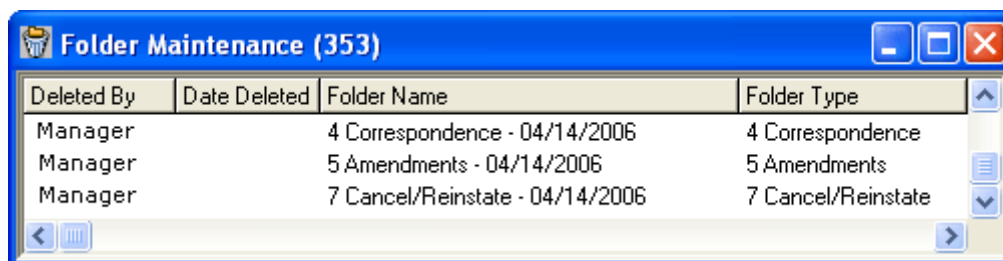 Folder Maintenance (353)
Deleted By Date Deleted Folder Name Folder Type
Manager 4 Correspondence - 04/14/2006 4 Correspondence
Manager 5 Amendments - 04/14/2006 5 Amendments
Manager 7 Cancel/Reinstate - 04/14/2006 7 Cancel/Reinstate